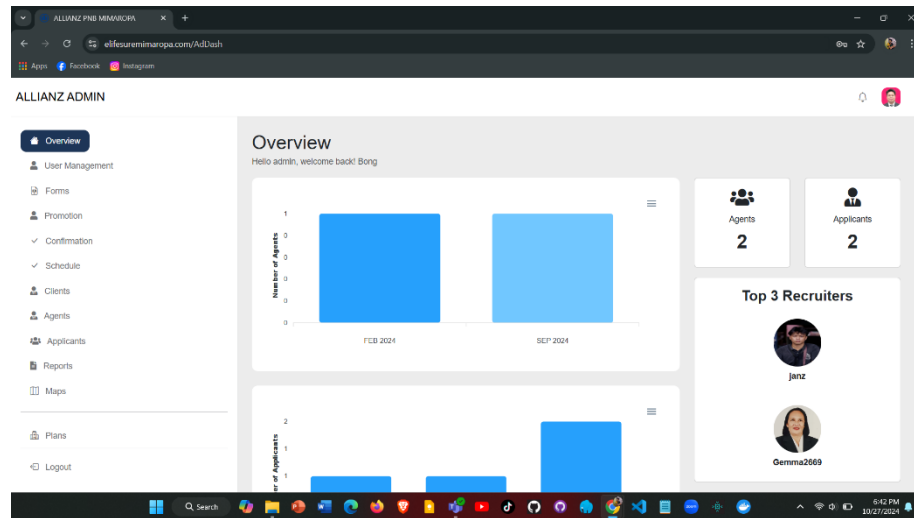 ALLIANZ PNB MIMAROPA
elifesuremimaropa.com/AdDash
Apps Facebook Instagram
ALLIANZ ADMIN
Overview
User Management
Forms
Promotion
Confirmation
Schedule
Clients
Agents
Applicants
Reports
Maps
Plans
Logout
Overview
Hello admin, welcome back! Bong
Number of Agents
1
0
0
0
0
0
FEB 2024 SEP 2024
Agents
2
Applicants
2
Top 3 Recruiters
janz
Gemma2669
er of Applicants
2
1
1
Search
6:42 PM
10/27/2024